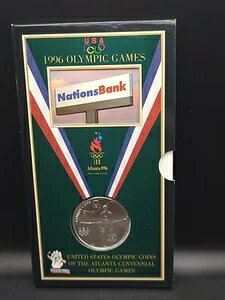 USA
1996 OLYMPIC GAMES
NationsBank
Atlanta 1996
UNITED STATES OLYMPIC COINS
OF THE ATLANTA CENTENNIAL
OLYMPIC GAMES